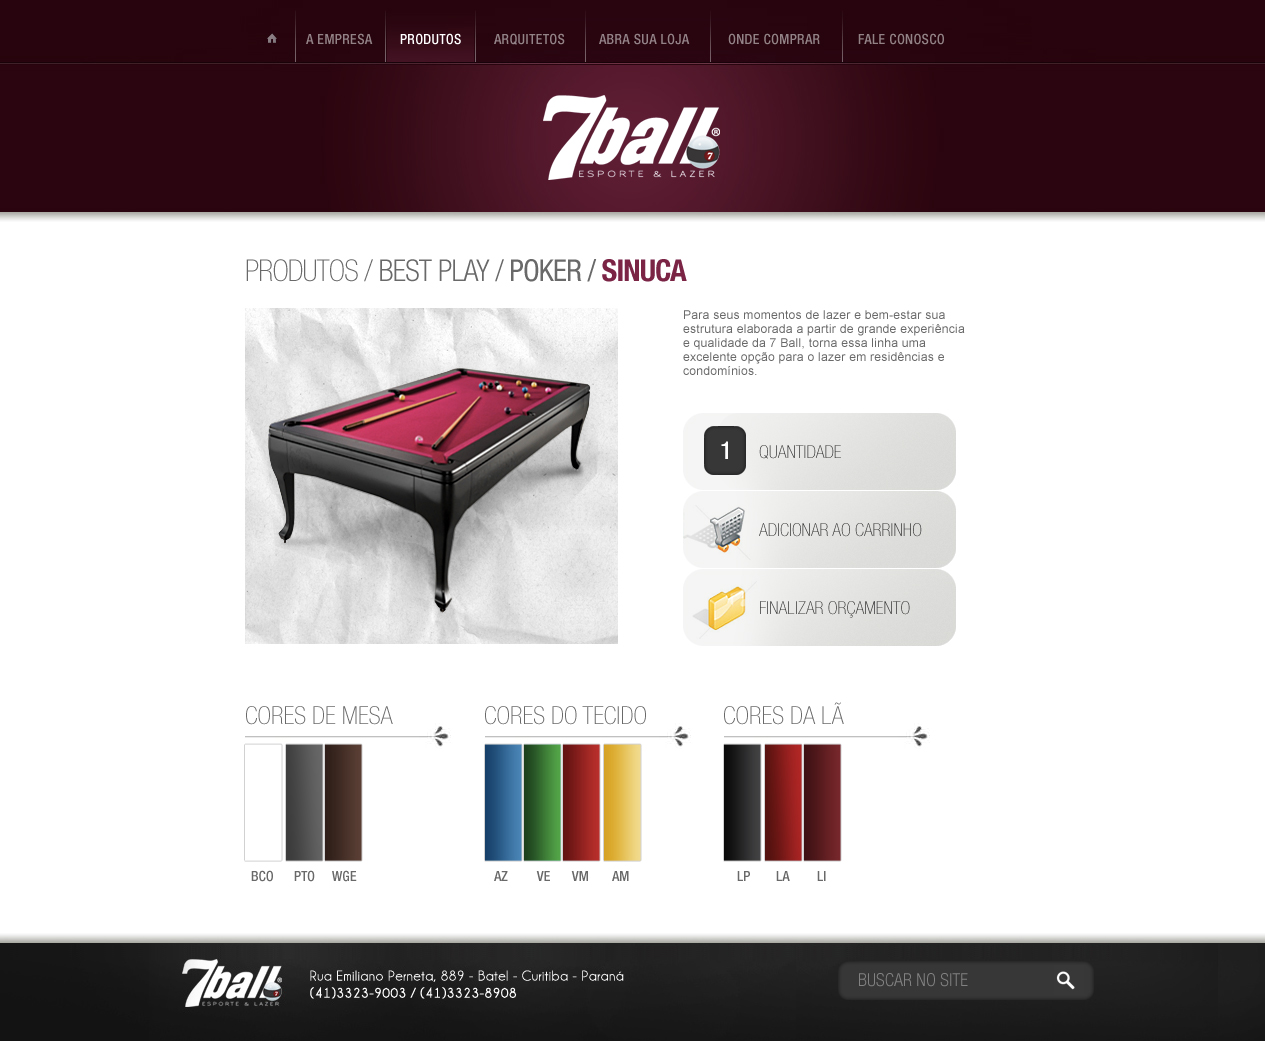 A EMPRESA
PRODUTOS
ARQUITETOS
ABRA SUA LOJA
ONDE COMPRAR
FALE CONOSCO
7ball®
7
ESPORTE & LAZER
PRODUTOS / BEST PLAY / POKER / SINUCA
Para seus momentos de lazer e bem-estar sua
estrutura elaborada a partir de grande experiência
e qualidade da 7 Ball, torna essa linha uma
excelente opção para o lazer em residências e
condomínios.
1 QUANTIDADE
ADICIONAR AO CARRINHO
FINALIZAR ORÇAMENTO
CORES DE MESA
BCO PTO WGE
CORES DO TECIDO
AZ VE VM AM
CORES DA LÃ
LP LA LI
7ball
7
ESPORTE & LAZER
Rua Emiliano Perneta, 889 - Batel - Curitiba - Paraná
(41)3323-9003 / (41)3323-8908
BUSCAR NO SITE